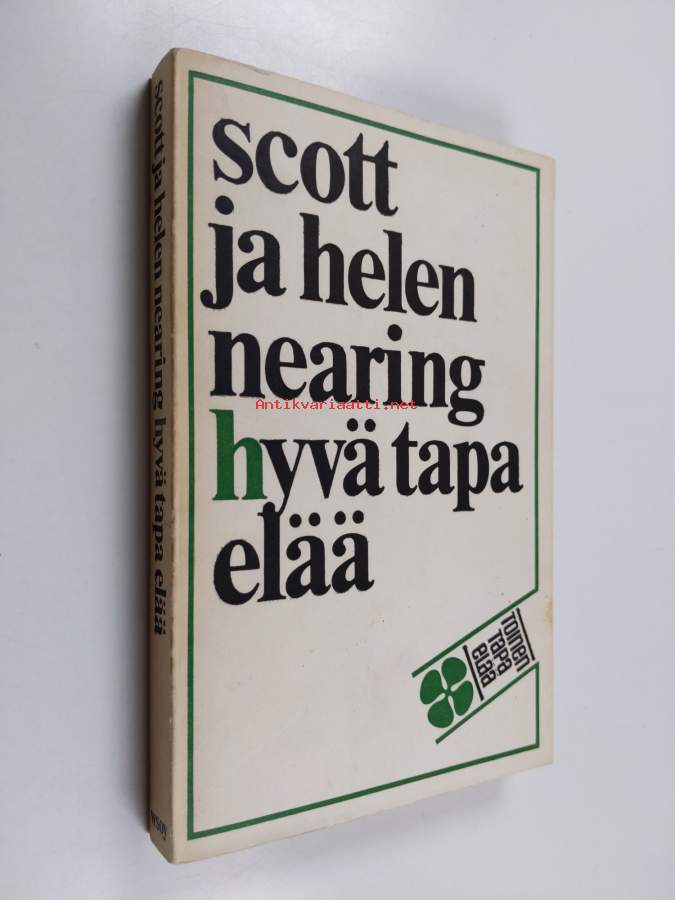 scott
ja helen
nearing
hyvä tapa
elää
Antikvariaatti.net
toinen
tapa
elää
scott ja helen nearing hyvä tapa elää
wsoy